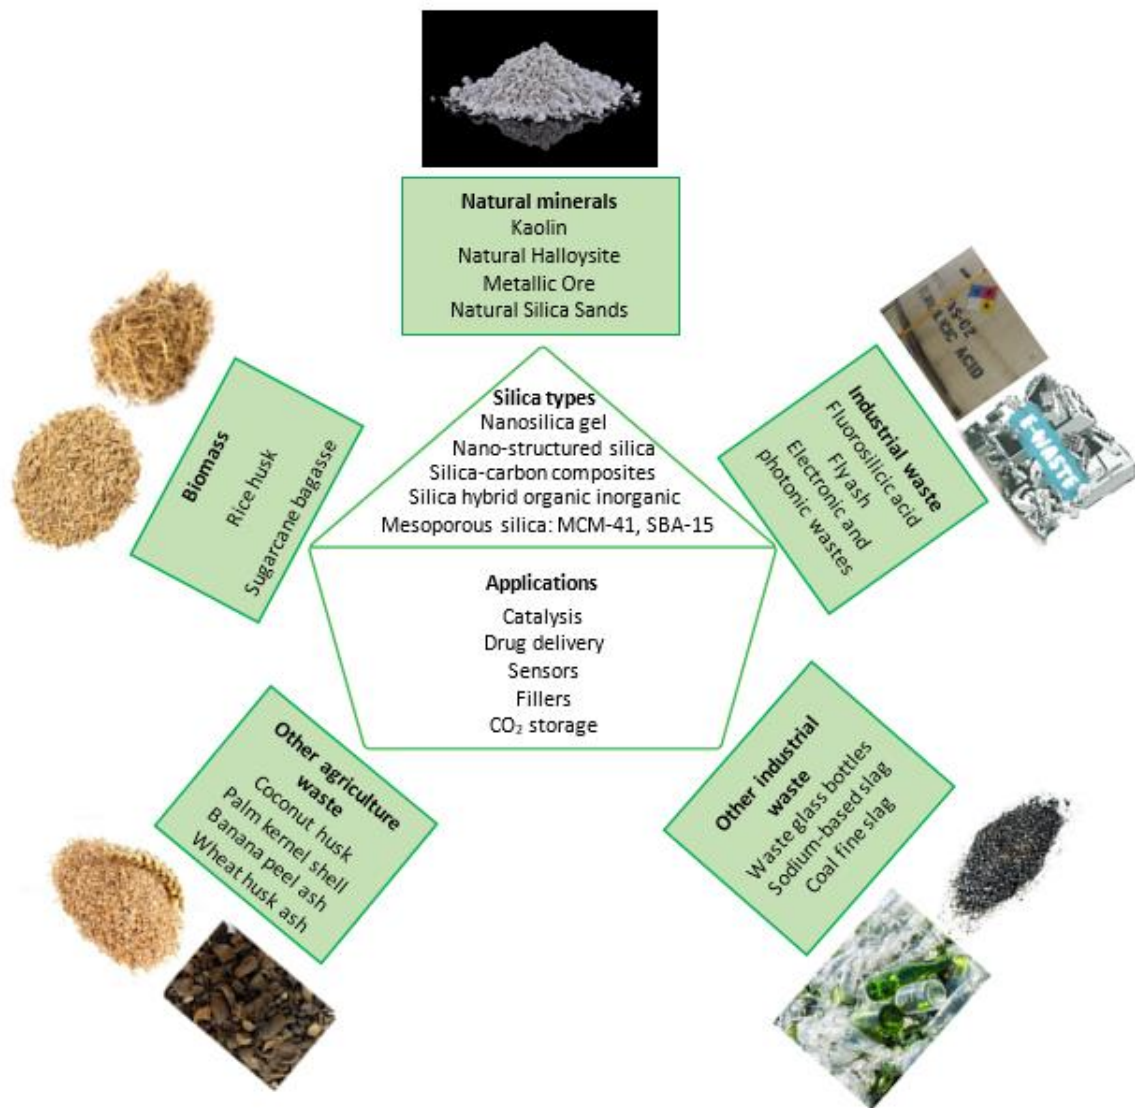 Natural minerals
Kaolin
Natural Halloysite
Metallic Ore
Natural Silica Sands
Biomass
Rice husk
Sugarcane bagasse
Silica types
Nanosilica gel
Nano-structured silica
Silica-carbon composites
Silica hybrid organic inorganic
Mesoporous silica: MCM-41, SBA-15
Industrial waste
Fluorosilicic acid
Fly ash
Electronic and
photonic wastes
E-WASTE
ACID
Applications
Catalysis
Drug delivery
Sensors
Fillers
CO₂ storage
Other agriculture
waste
Coconut husk
Palm kernel shell
Banana peel ash
Wheat husk ash
Other industrial
waste
Waste glass bottles
Sodium-based slag
Coal fine slag